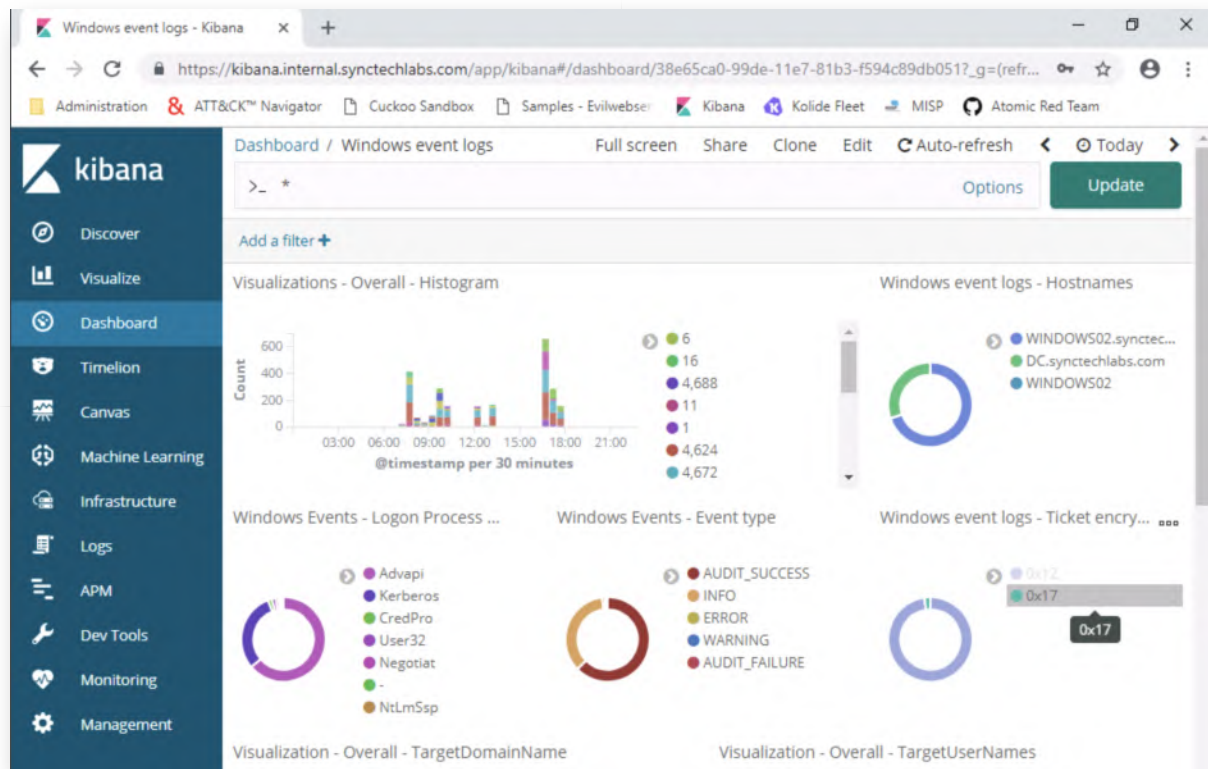 Windows event logs - Kibana
https://kibana.internal.synctechlabs.com/app/kibana#/dashboard/38e65ca0-99de-11e7-81b3-f594c89db051?_g=(refr...
Administration ATT&CK™ Navigator Cuckoo Sandbox Samples - Evilwebser Kibana Kolide Fleet MISP Atomic Red Team
kibana
Discover
Visualize
Dashboard
Timelion
Canvas
Machine Learning
Infrastructure
Logs
APM
Dev Tools
Monitoring
Management
Dashboard / Windows event logs Full screen Share Clone Edit Auto-refresh Today
>_ * Options Update
Add a filter +
Visualizations - Overall - Histogram
Count
600
400
200
0
03:00 06:00 09:00 12:00 15:00 18:00 21:00
@timestamp per 30 minutes
6
16
4,688
11
1
4,624
4,672
Windows event logs - Hostnames
WINDOWS02.synctec...
DC.synctechlabs.com
WINDOWS02
Windows Events - Logon Process ...
Advapi
Kerberos
CredPro
User32
Negotiat
-
NtLmSsp
Windows Events - Event type
AUDIT_SUCCESS
INFO
ERROR
WARNING
AUDIT_FAILURE
Windows event logs - Ticket encry...
0x12
0x17
0x17
Visualization - Overall - TargetDomainName
Visualization - Overall - TargetUserNames